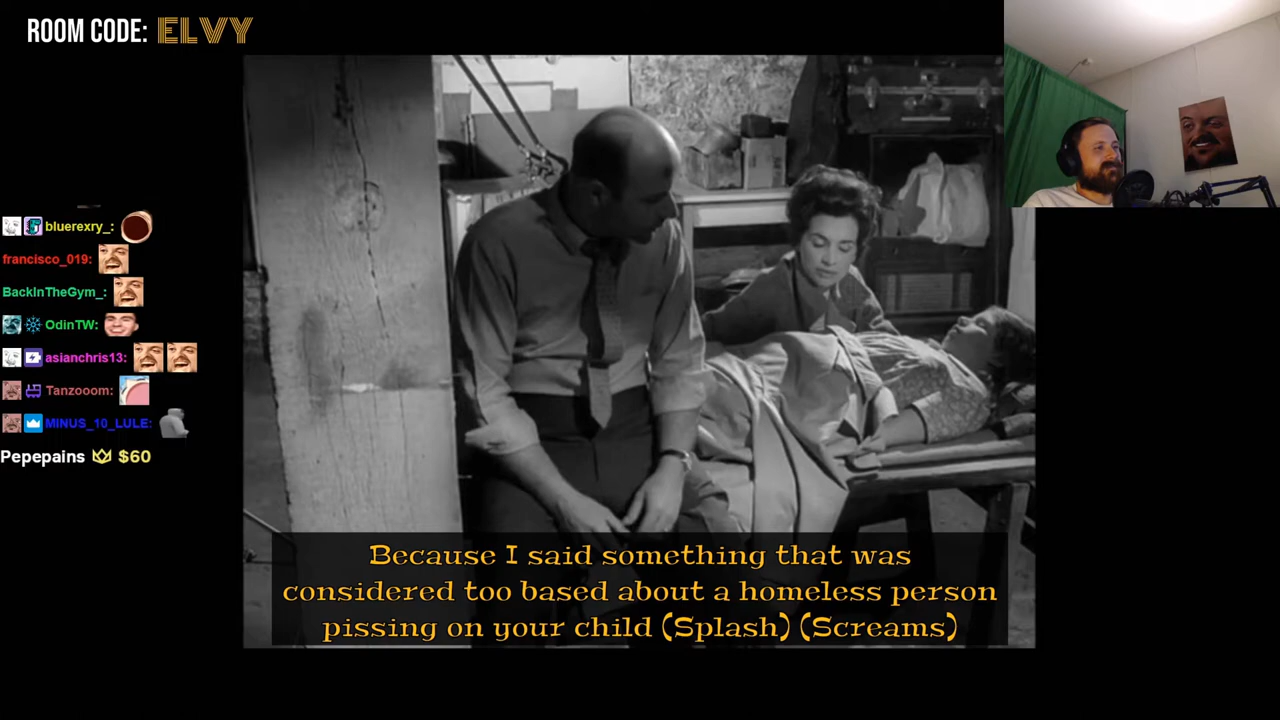 ROOM CODE: ELVY
bluerexry_:
francisco_019:
BackInTheGym_:
OdinTW:
asianchris13:
Tanzooom:
MINUS_10_LULE:
Pepepains $60
Because I said something that was
considered too based about a homeless person
pissing on your child (Splash) (Screams)